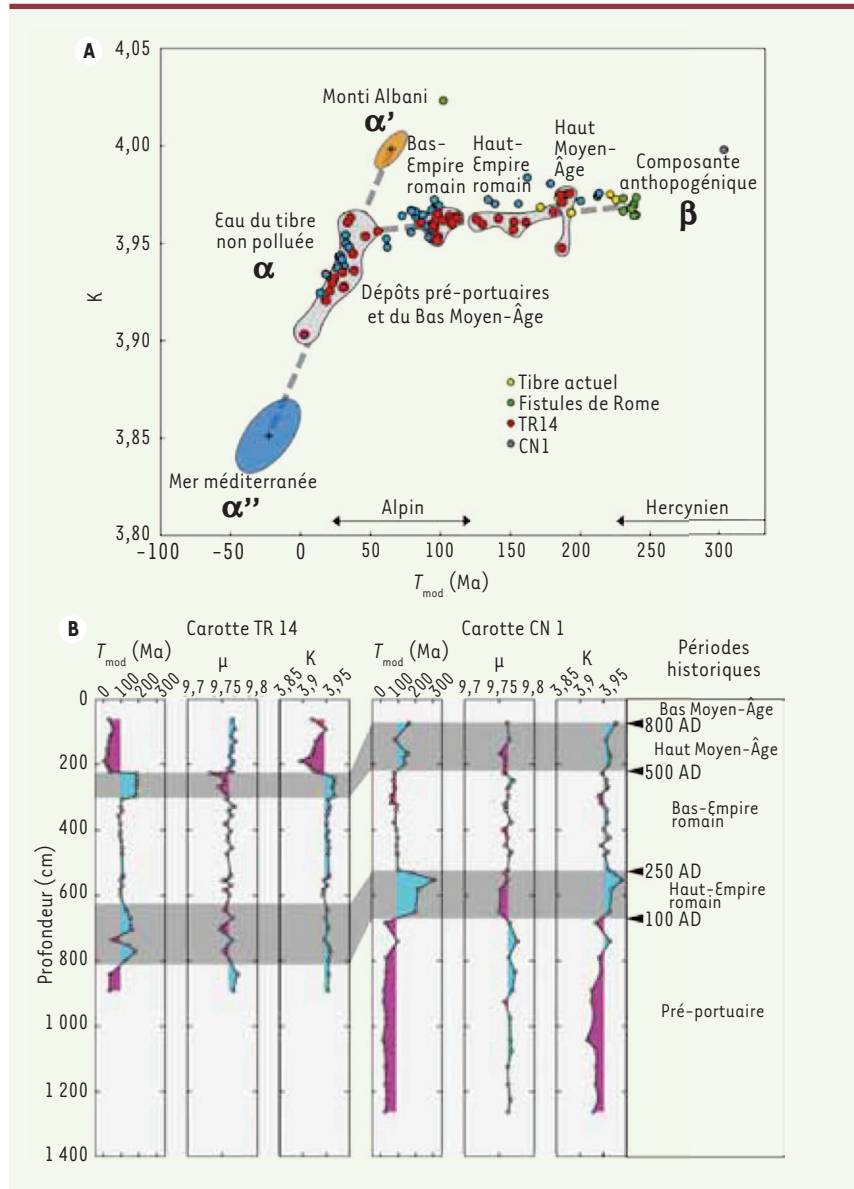 A
4,05
4,00
3,95
3,90
3,85
3,80
K
Monti Albani
α'
Bas-
Empire
romain
Haut-
Empire
romain
Haut
Moyen-
Âge
Composante
anthopogénique
β
Eau du tibre
non polluée
α
Dépôts pré-portuaires
et du Bas Moyen-Âge
Tibre actuel
Fistules de Rome
TR14
CN1
Mer méditerranée
α''
Alpin
Hercynien
-100 -50 0 50 100 150 200 250 300
Tmod (Ma)
B
Carotte TR 14
Carotte CN 1
Tmod (Ma) µ K
Tmod (Ma) µ K
Périodes
historiques
0 100 200 300 9,7 9,75 9,8 3,85 3,9 3,95
0 100 200 300 9,7 9,75 9,8 3,85 3,9 3,95
Profondeur (cm)
0
200
400
600
800
1 000
1 200
1 400
Bas Moyen-Âge
800 AD
Haut Moyen-Âge
500 AD
Bas-Empire
romain
250 AD
Haut-Empire
romain
100 AD
Pré-portuaire